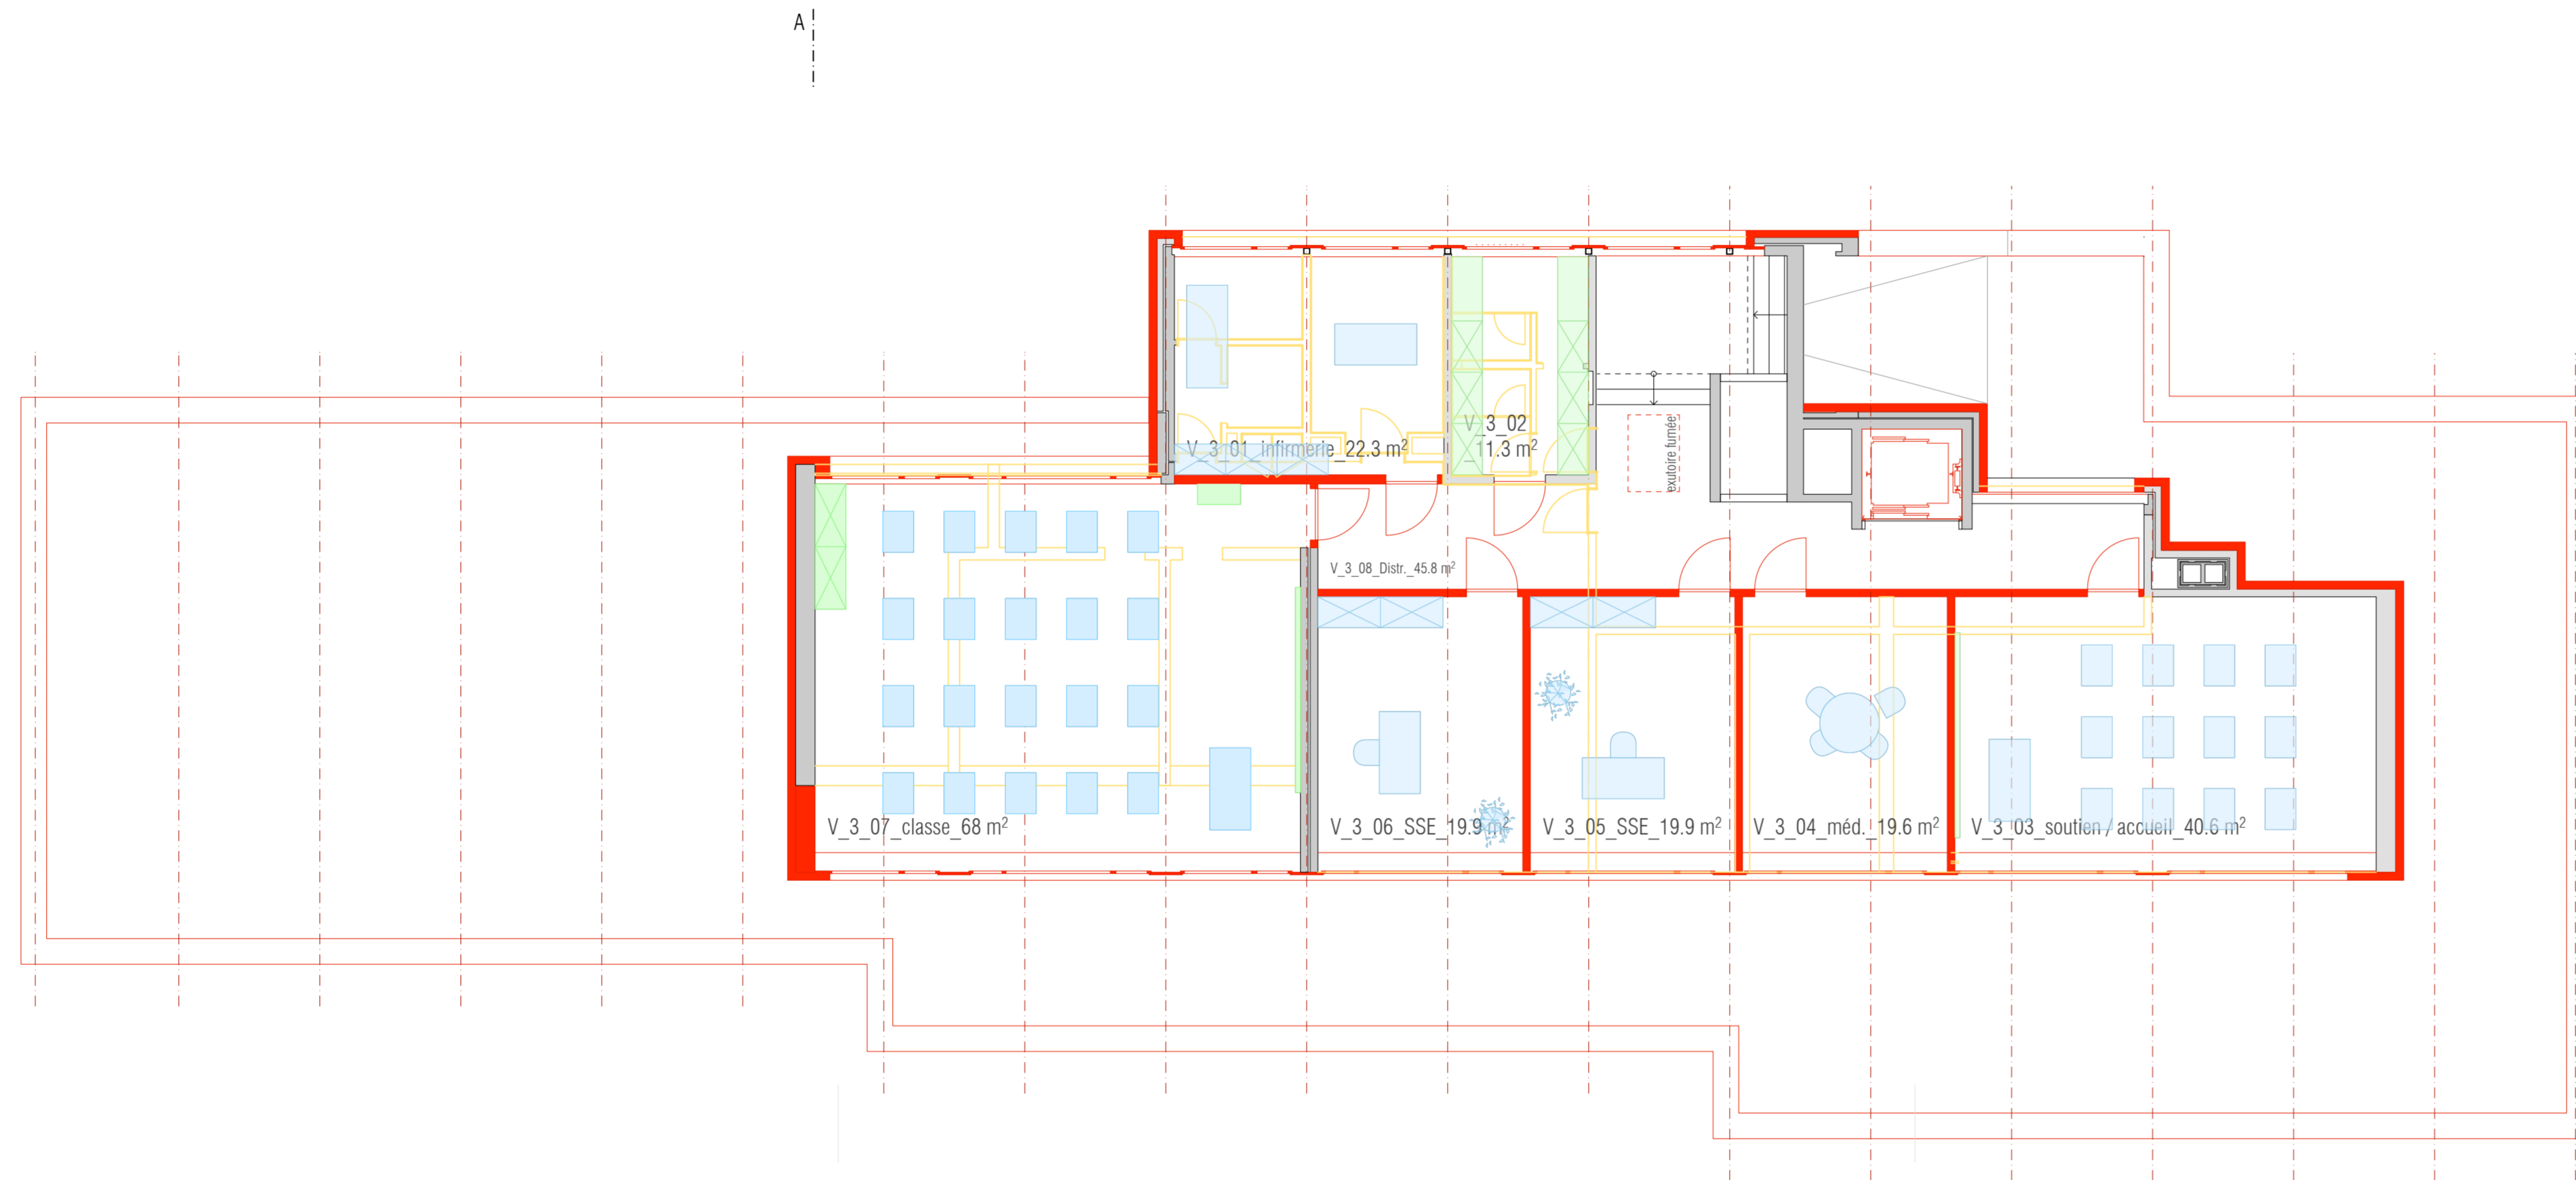 A
V_3_01_infirmerie_22.3 m²
V_3_02
_11.3 m²
exutoire fumée
V_3_08_Distr._45.8 m²
V_3_07_classe_68 m²
V_3_06_SSE_19.9 m²
V_3_05_SSE_19.9 m²
V_3_04_méd._19.6 m²
V_3_03_soutien / accueil_40.6 m²